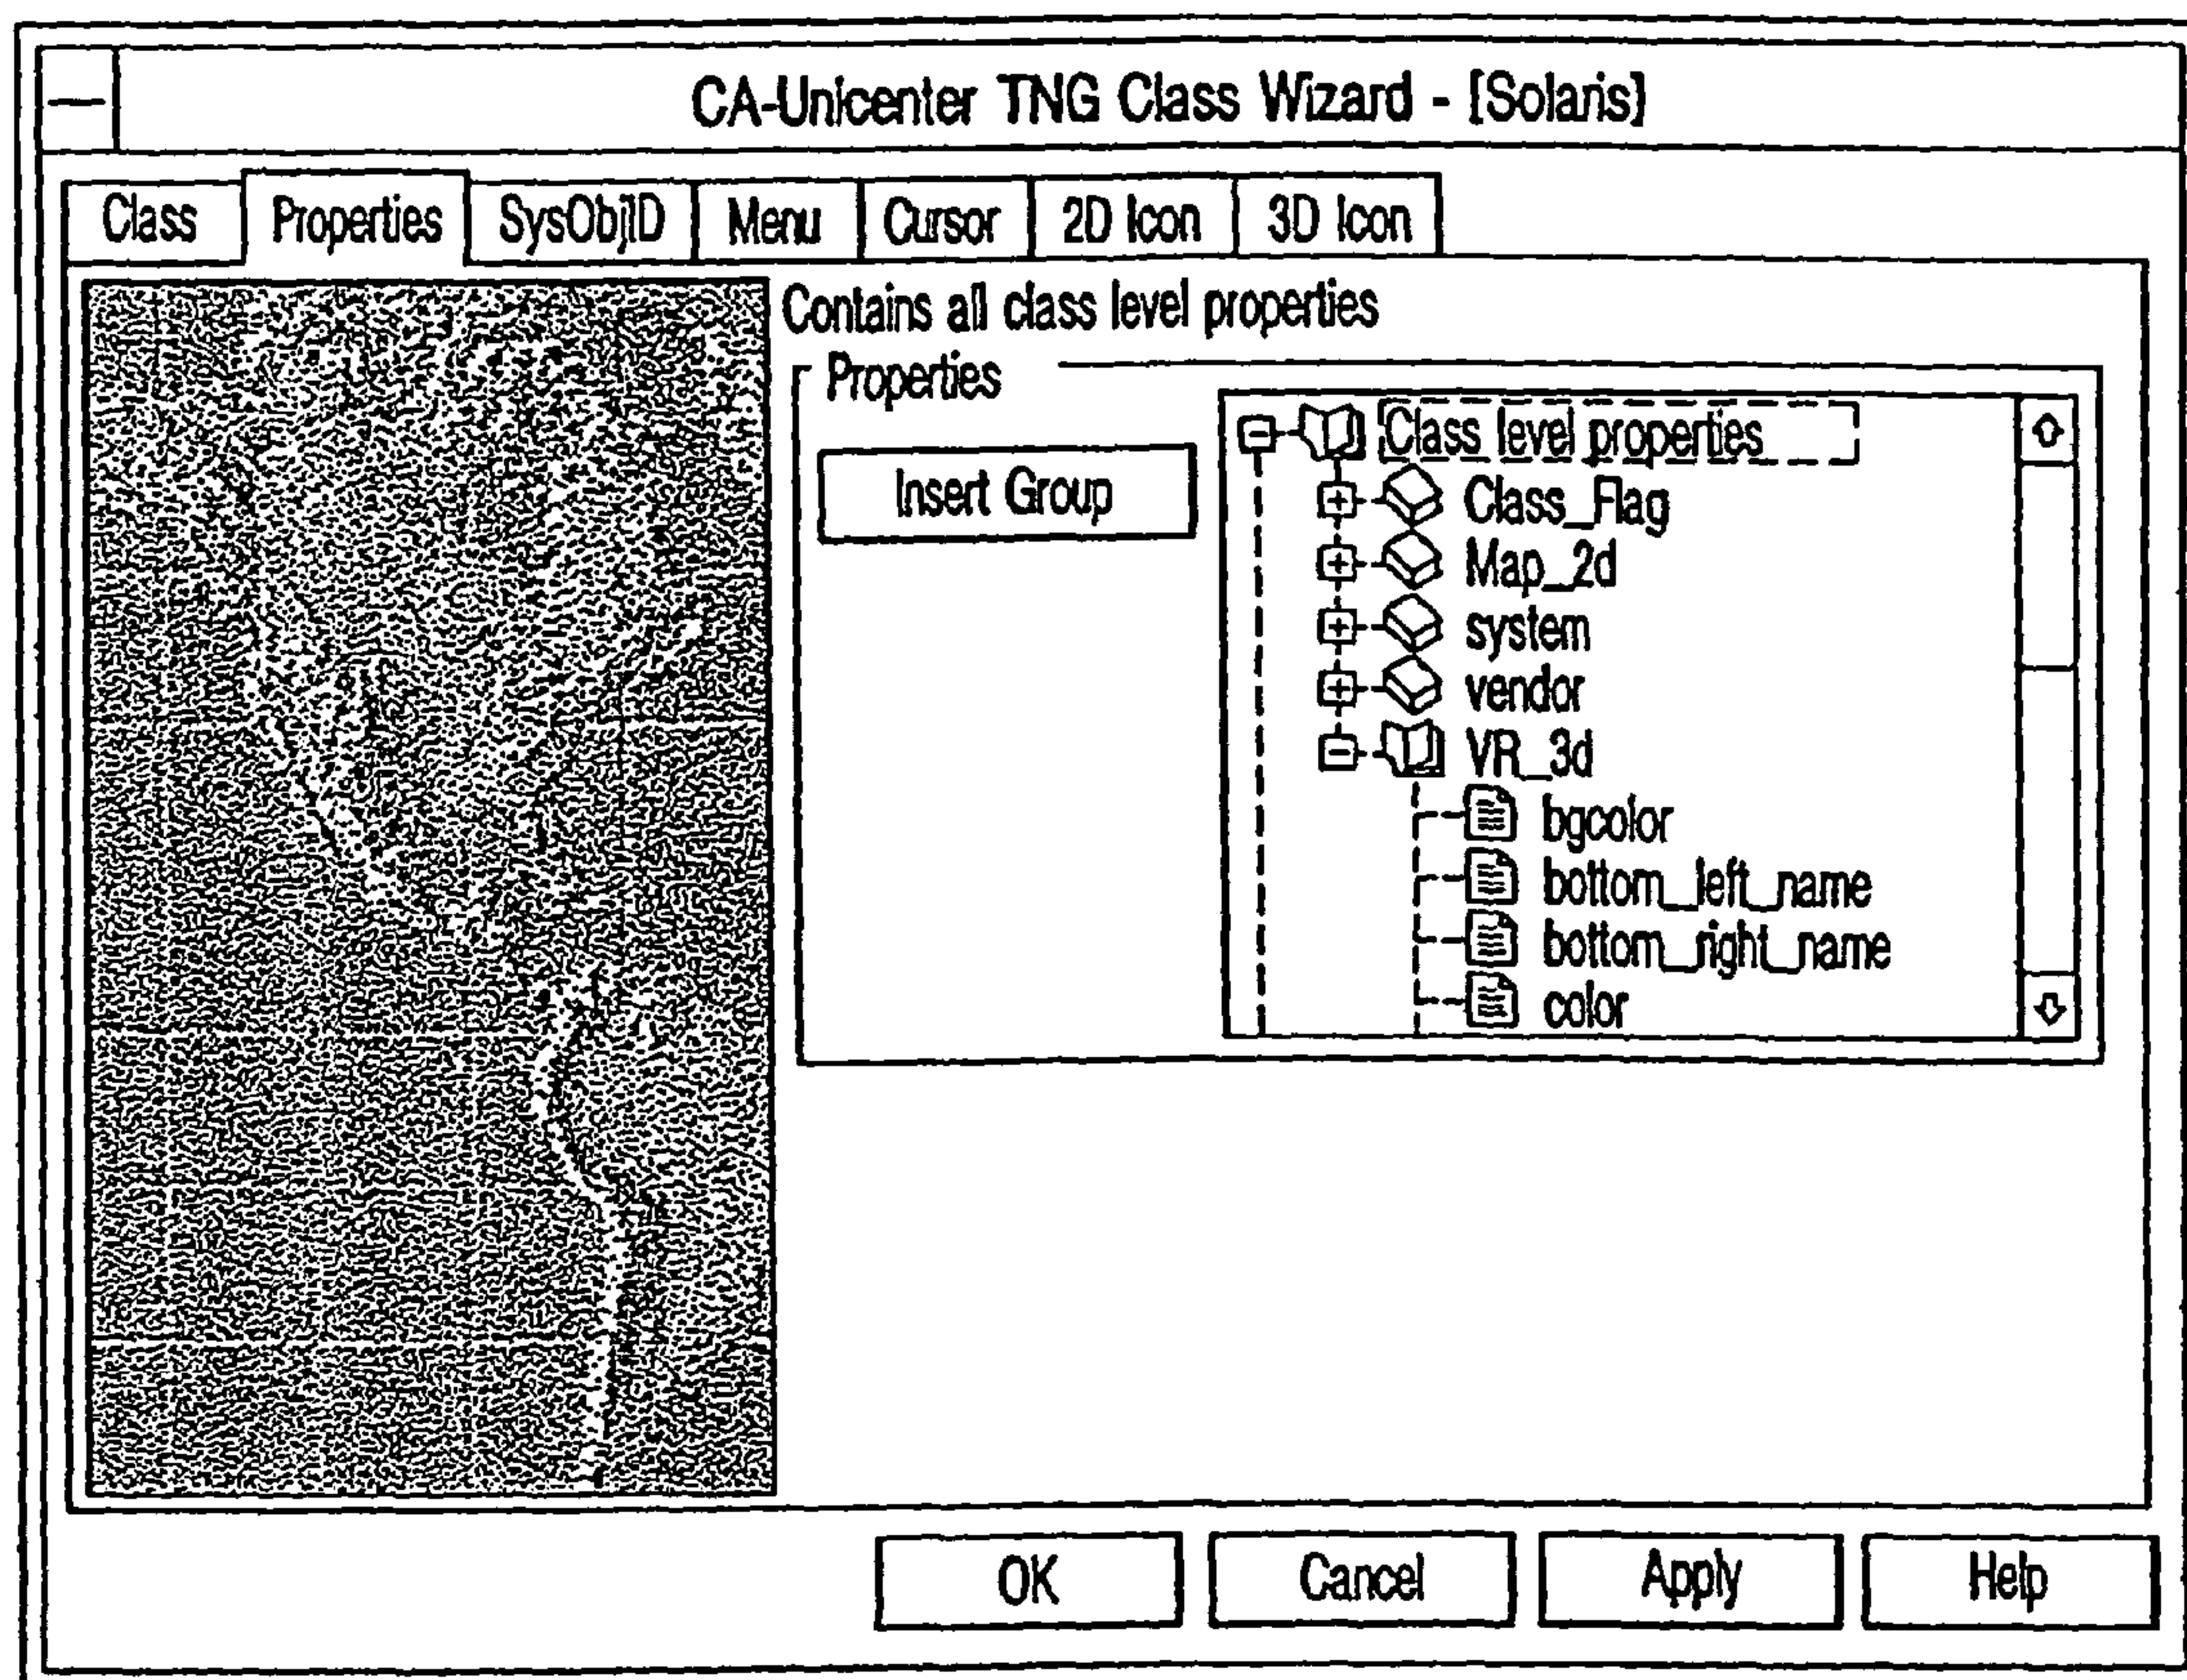 CA-Unicenter TNG Class Wizard - [Solaris]
Class Properties SysObjID Menu Cursor 2D Icon 3D Icon
Contains all class level properties
Properties
Insert Group
Class level properties
Class_Flag
Map_2d
system
vendor
VR_3d
bgcolor
bottom_left_name
bottom_right_name
color
OK Cancel Apply Help